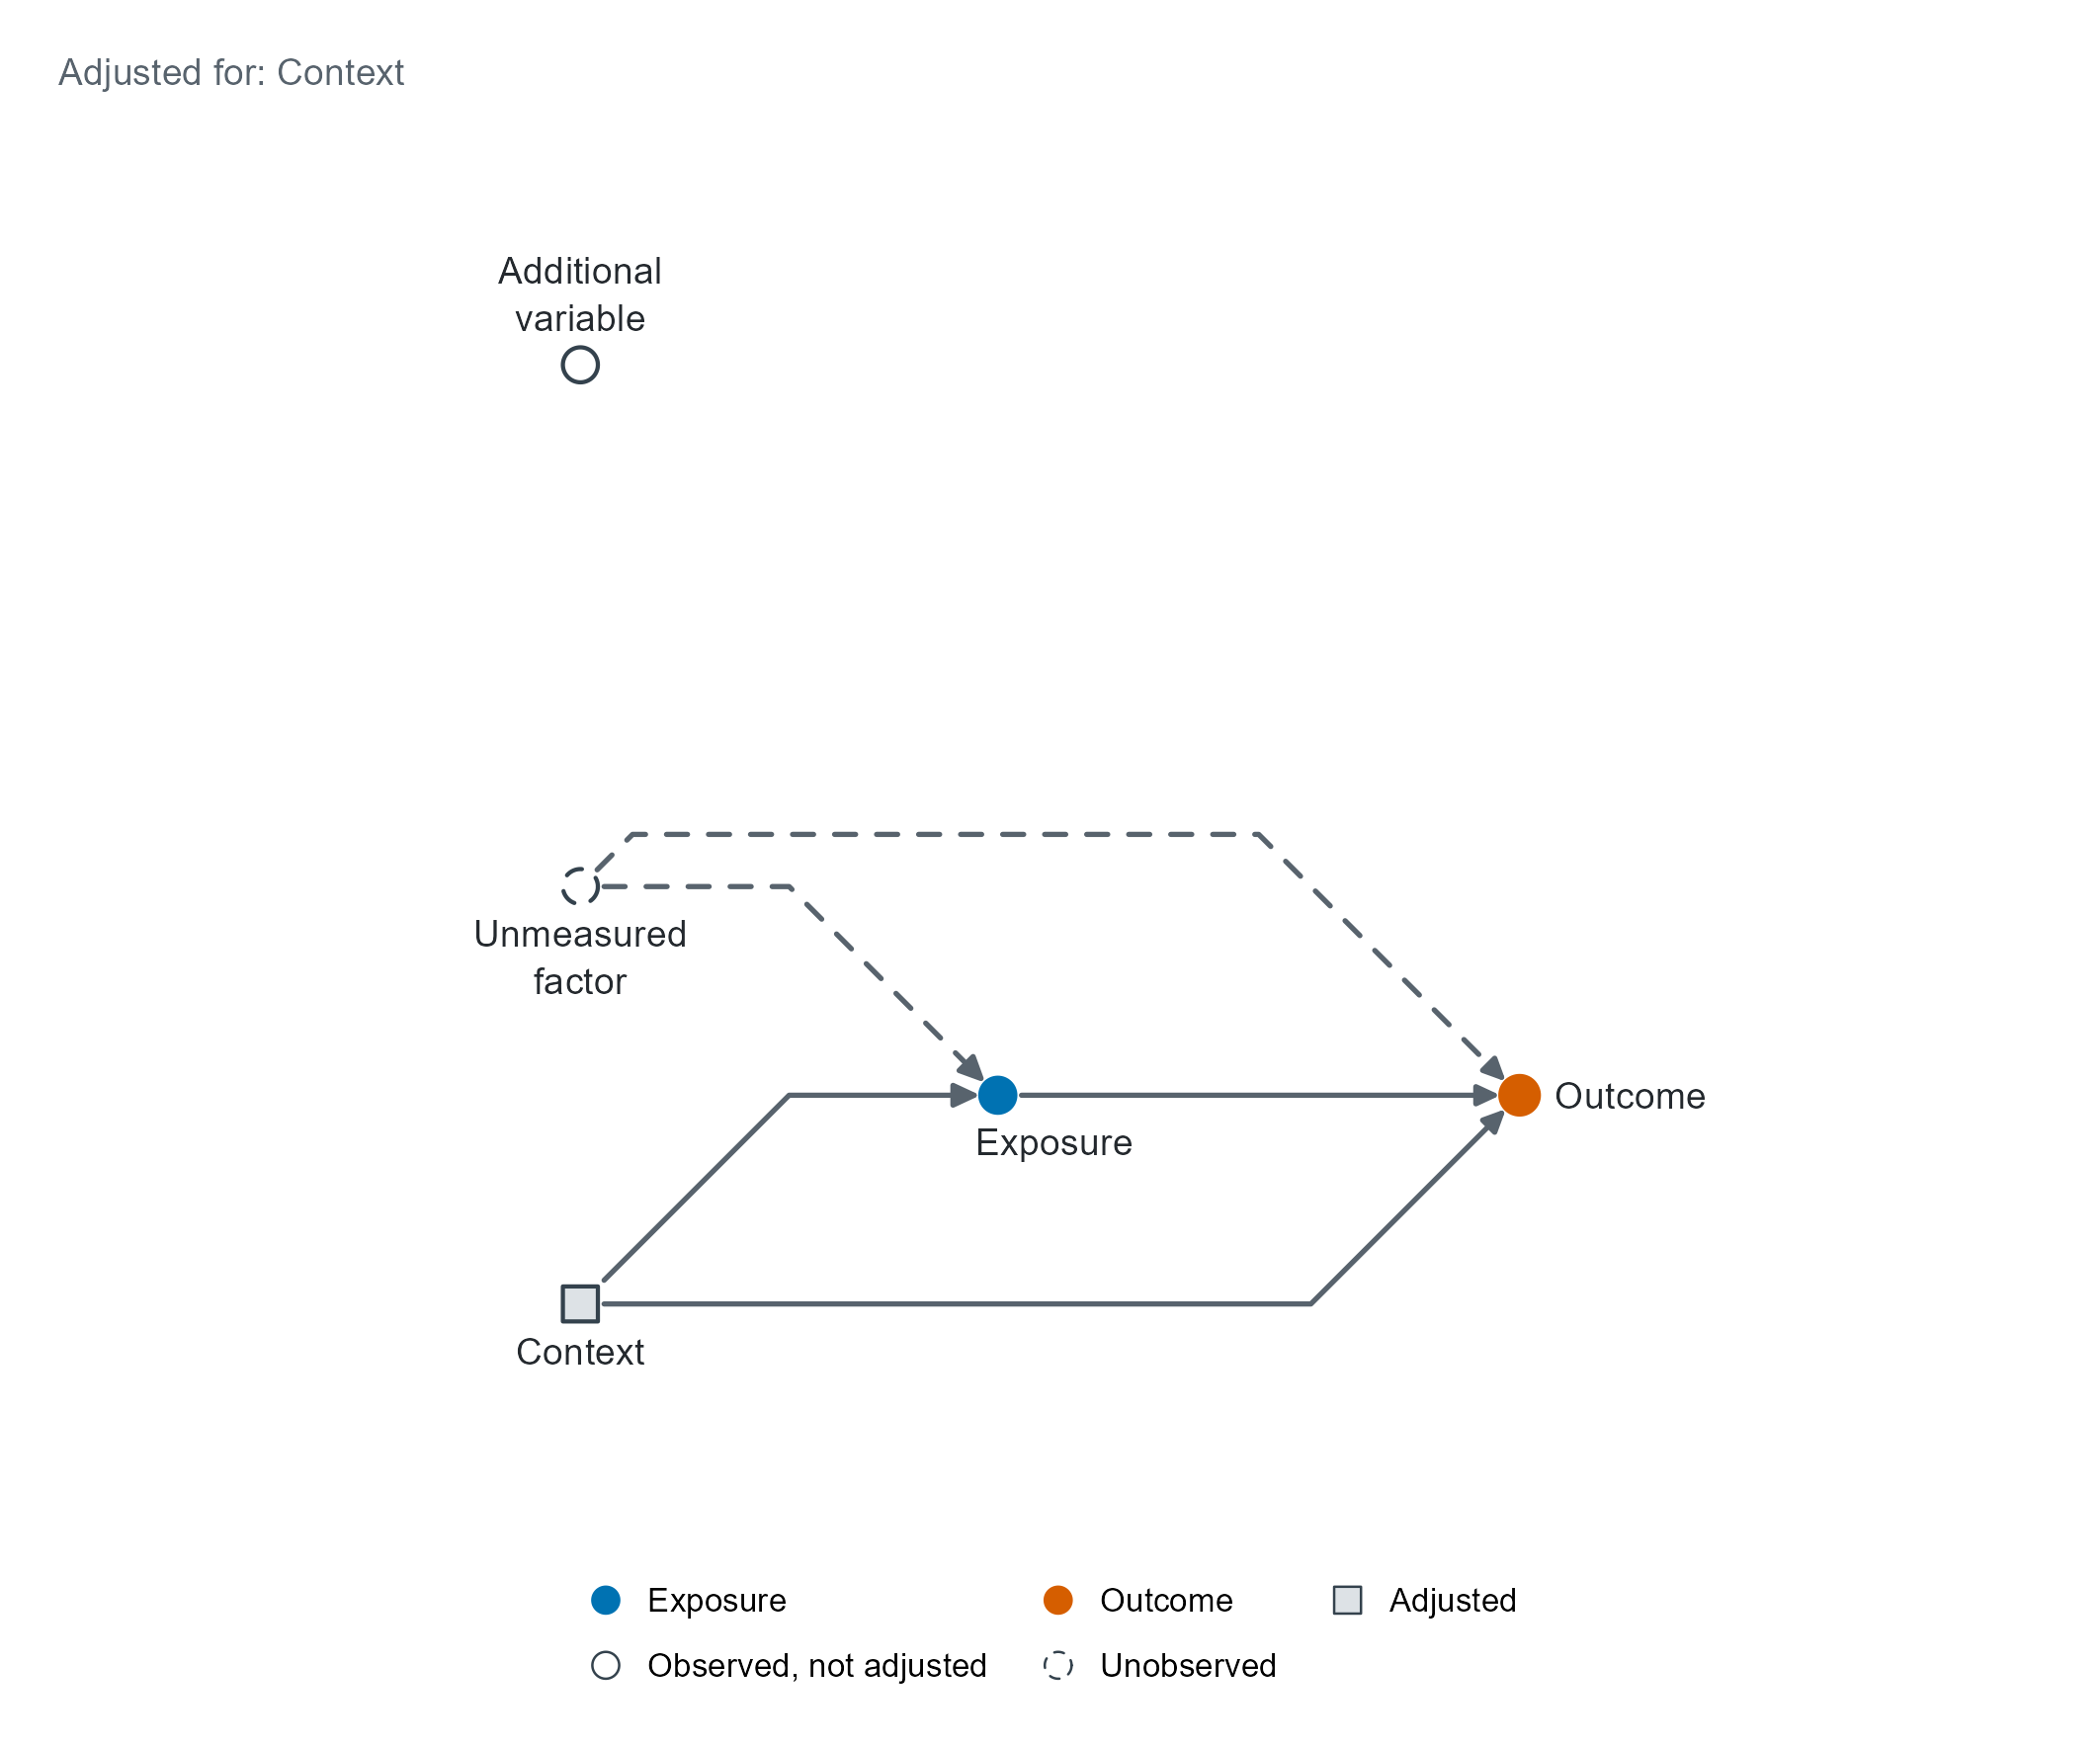 Adjusted for: Context
Additional
variable
Unmeasured
factor
Outcome
Exposure
Context
Exposure
Outcome
Adjusted
Observed, not adjusted
Unobserved